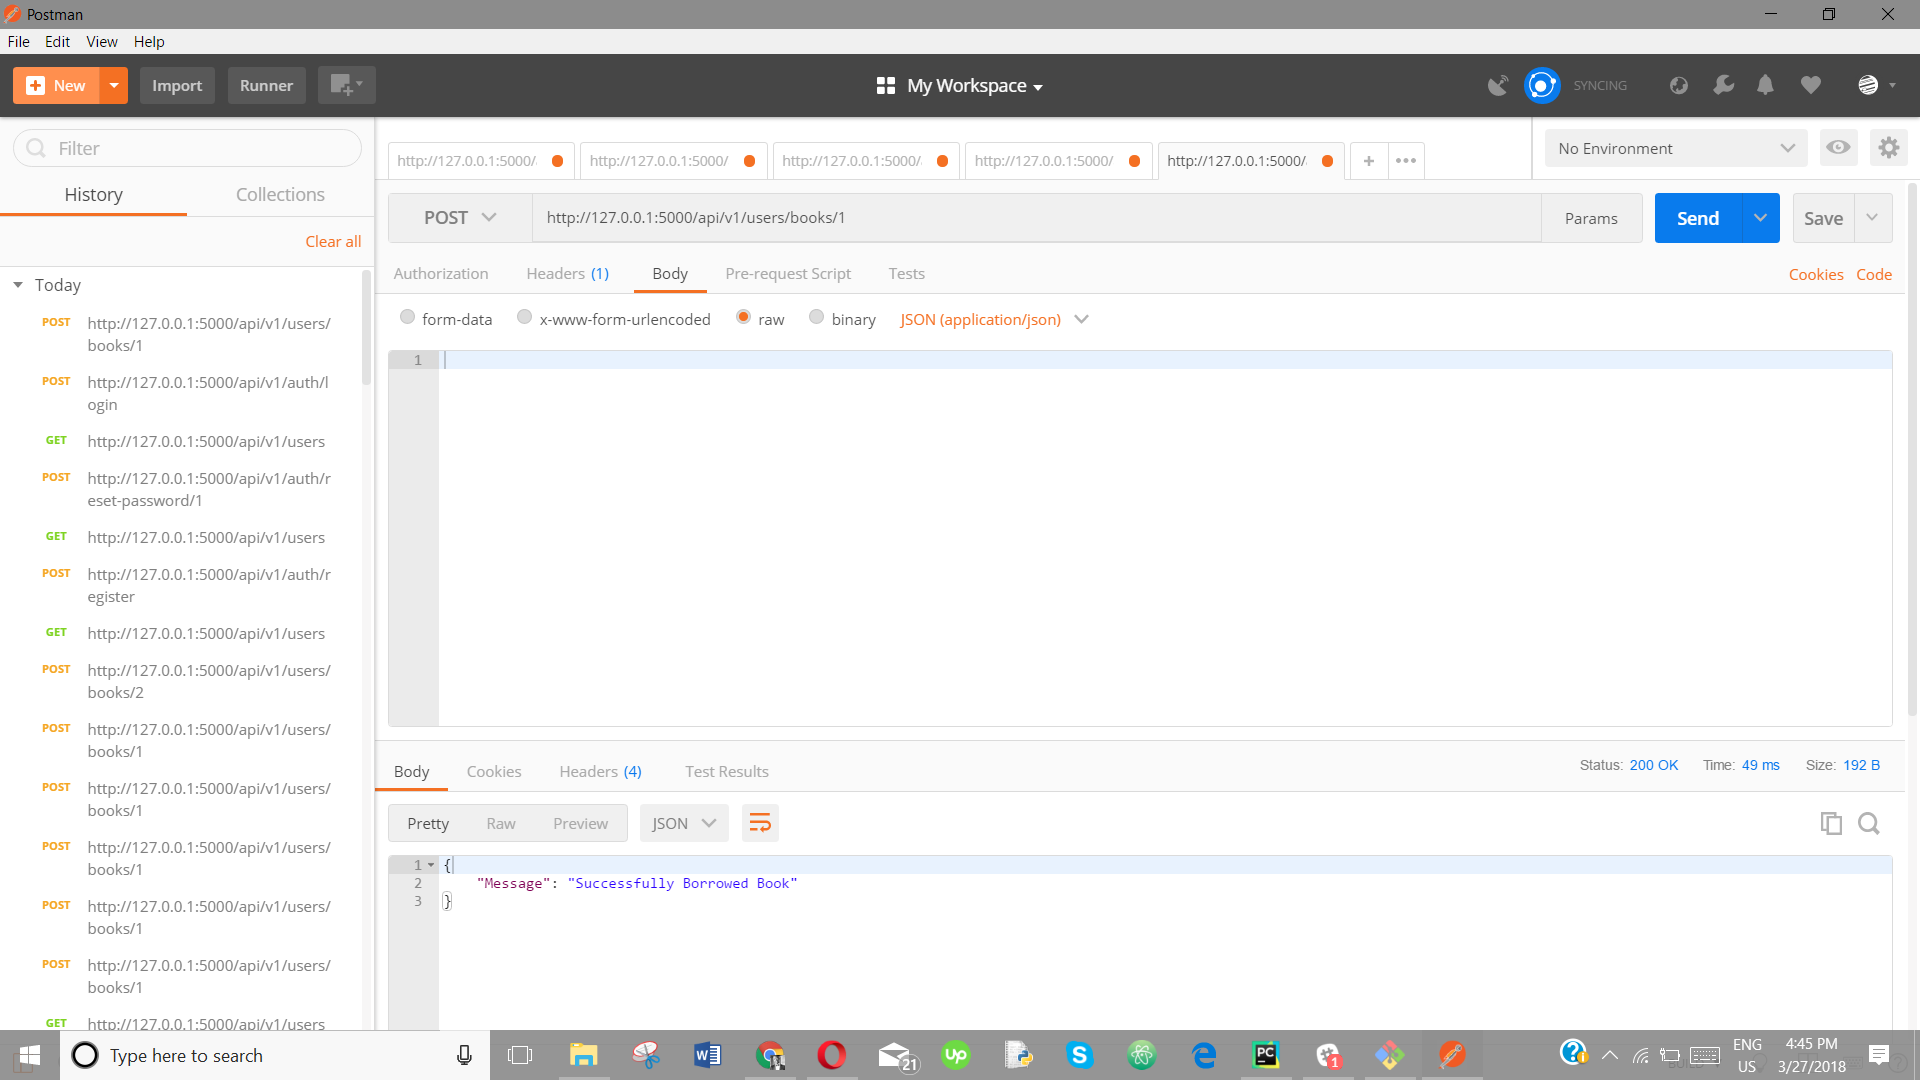 Postman
File Edit View Help
New Import Runner My Workspace SYNCING
Filter
History Collections
Clear all
Today
POST http://127.0.0.1:5000/api/v1/users/
books/1
POST http://127.0.0.1:5000/api/v1/auth/l
ogin
GET http://127.0.0.1:5000/api/v1/users
POST http://127.0.0.1:5000/api/v1/auth/r
eset-password/1
GET http://127.0.0.1:5000/api/v1/users
POST http://127.0.0.1:5000/api/v1/auth/r
egister
GET http://127.0.0.1:5000/api/v1/users
POST http://127.0.0.1:5000/api/v1/users/
books/2
POST http://127.0.0.1:5000/api/v1/users/
books/1
POST http://127.0.0.1:5000/api/v1/users/
books/1
POST http://127.0.0.1:5000/api/v1/users/
books/1
POST http://127.0.0.1:5000/api/v1/users/
books/1
POST http://127.0.0.1:5000/api/v1/users/
books/1
GET http://127.0.0.1:5000/api/v1/users
http://127.0.0.1:5000/ http://127.0.0.1:5000/ http://127.0.0.1:5000/ http://127.0.0.1:5000/ http://127.0.0.1:5000/ + •••
No Environment
POST http://127.0.0.1:5000/api/v1/users/books/1 Params Send Save
Authorization Headers (1) Body Pre-request Script Tests Cookies Code
form-data x-www-form-urlencoded raw binary JSON (application/json)
1
Body Cookies Headers (4) Test Results Status: 200 OK Time: 49 ms Size: 192 B
Pretty Raw Preview JSON
1 {
2 "Message": "Successfully Borrowed Book"
3 }
Type here to search
21
up
PC
1
ENG
US
4:45 PM
3/27/2018